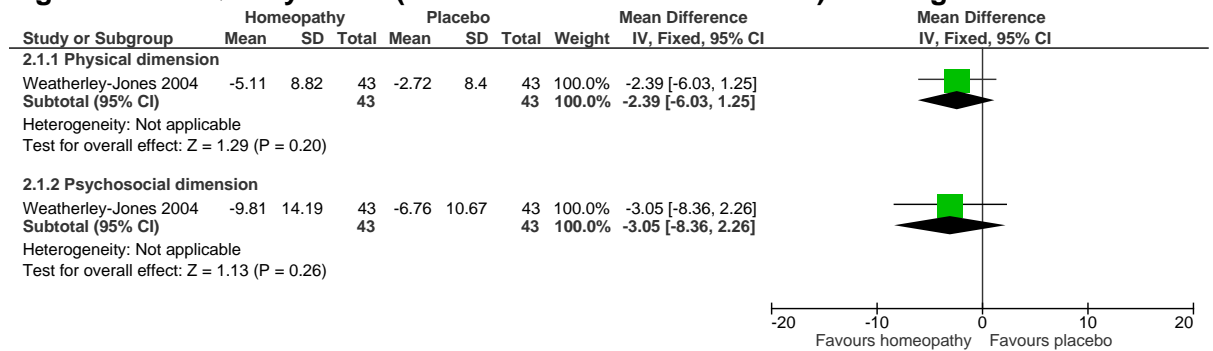 Homeopathy Placebo Mean Difference Mean Difference
Study or Subgroup Mean SD Total Mean SD Total Weight IV, Fixed, 95% CI IV, Fixed, 95% CI
2.1.1 Physical dimension
Weatherley-Jones 2004 -5.11 8.82 43 -2.72 8.4 43 100.0% -2.39 [-6.03, 1.25]
Subtotal (95% CI) 43 43 100.0% -2.39 [-6.03, 1.25]
Heterogeneity: Not applicable
Test for overall effect: Z = 1.29 (P = 0.20)
2.1.2 Psychosocial dimension
Weatherley-Jones 2004 -9.81 14.19 43 -6.76 10.67 43 100.0% -3.05 [-8.36, 2.26]
Subtotal (95% CI) 43 43 100.0% -3.05 [-8.36, 2.26]
Heterogeneity: Not applicable
Test for overall effect: Z = 1.13 (P = 0.26)
-20 -10 0 10 20
Favours homeopathy Favours placebo